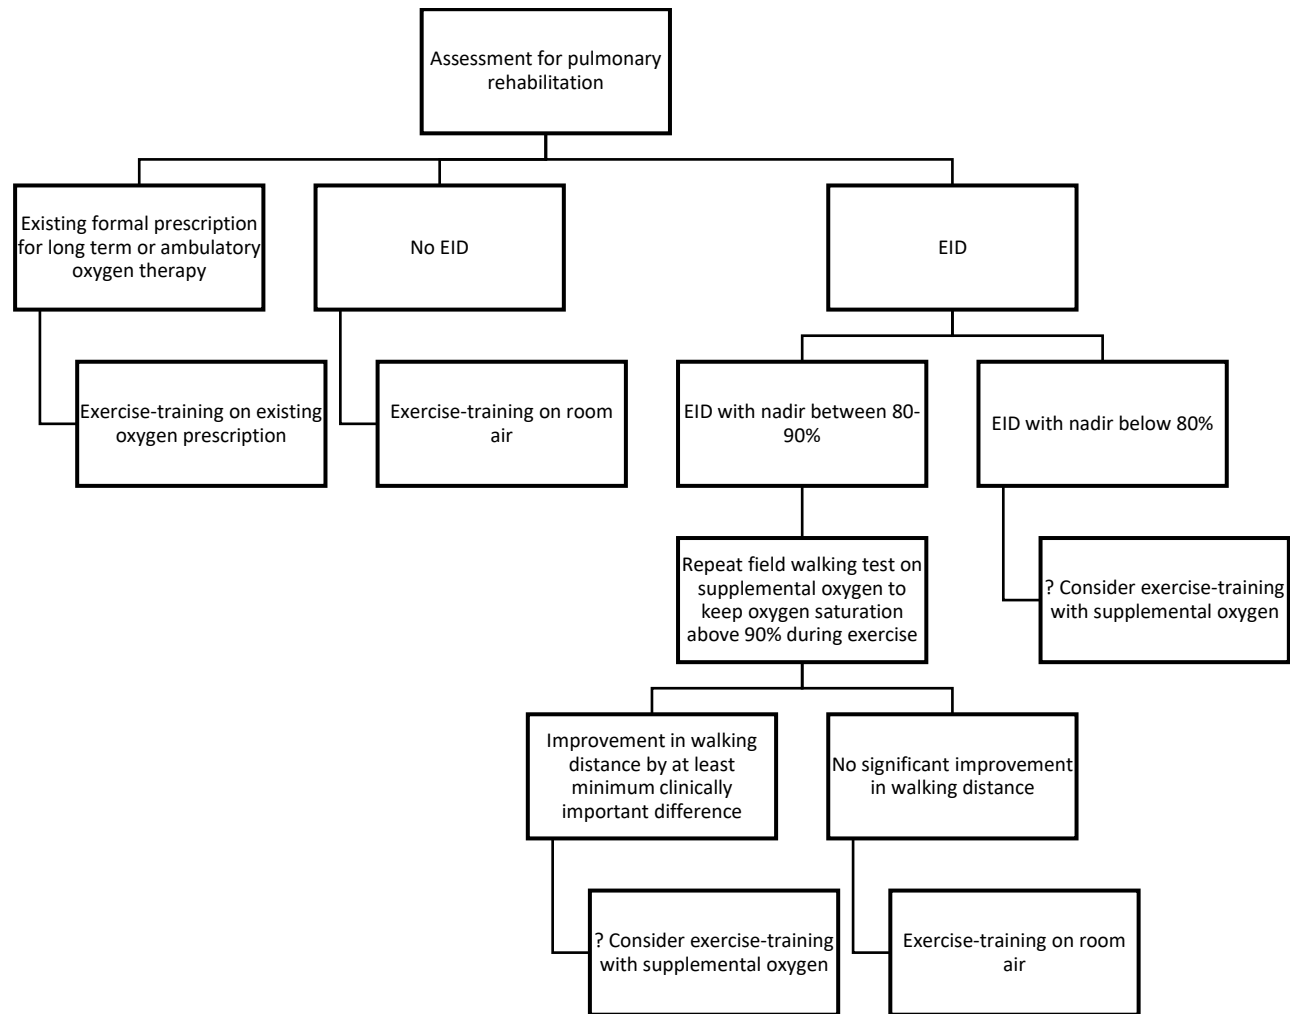 Assessment for pulmonary
rehabilitation
Existing formal prescription
for long term or ambulatory
oxygen therapy
No EID
EID
Exercise-training on existing
oxygen prescription
Exercise-training on room
air
EID with nadir between 80-
90%
EID with nadir below 80%
Repeat field walking test on
supplemental oxygen to
keep oxygen saturation
above 90% during exercise
? Consider exercise-training
with supplemental oxygen
Improvement in walking
distance by at least
minimum clinically
important difference
No significant improvement
in walking distance
? Consider exercise-training
with supplemental oxygen
Exercise-training on room
air